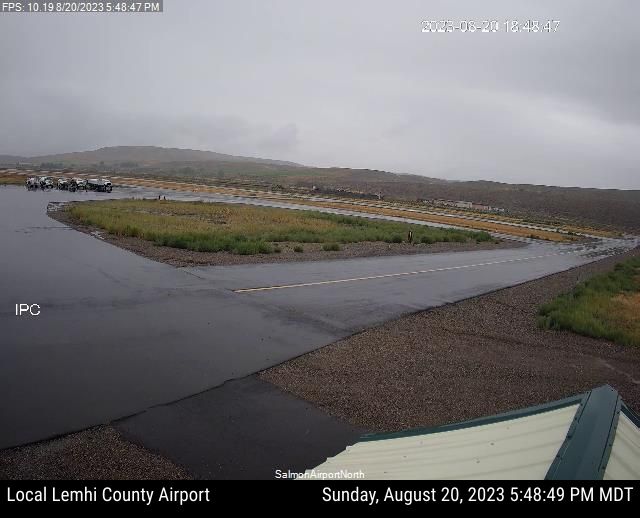 FPS: 10.19 8/20/2023 5:48:47 PM
2023-08-20 18:48:47
IPC
SalmonAirportNorth
Local Lemhi County Airport
Sunday, August 20, 2023 5:48:49 PM MDT